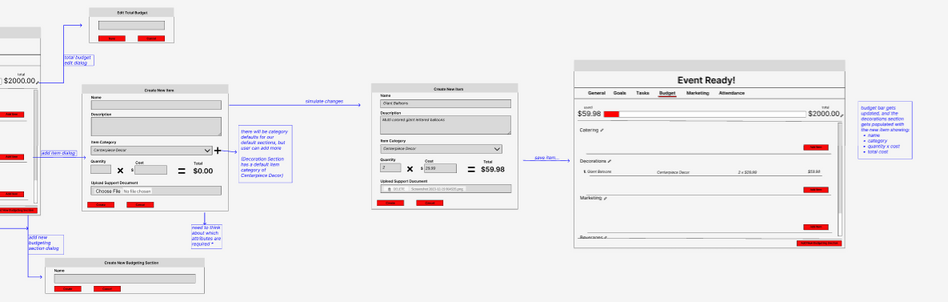 Edit Total Budget
total budget
edit dialog
total
$2000.00
add item dialog
add new
budgeting
section dialog
Create New Item
Name
Description
Item Category
Centerpiece Decor
Quantity
Cost
Total
× $ = $0.00
Upload Support Document
Choose File No file chosen
there will be category
defaults for our
default sections, but
user can add more
(Decoration Section
has a default item
category of
Centerpiece Decor)
need to think
about which
attributes are
required *
Create New Budgeting Section
Name
simulate changes
Create New Item
Name
Giant Balloons
Description
Item Category
Centerpiece Decor
Quantity
Cost
Total
2 × $ 29.99 = $59.98
Upload Support Document
save item...
Event Ready!
General Goals Tasks Budget Marketing Attendance
$59.98
total
$2000.00
Catering
Decorations
Giant Balloons Centerpiece Decor 2 x $29.99 $59.98
Marketing
budget bar gets
updated, and the
decorations section
gets populated with
the new item showing:
• name
• category
• quantity x cost
• total cost